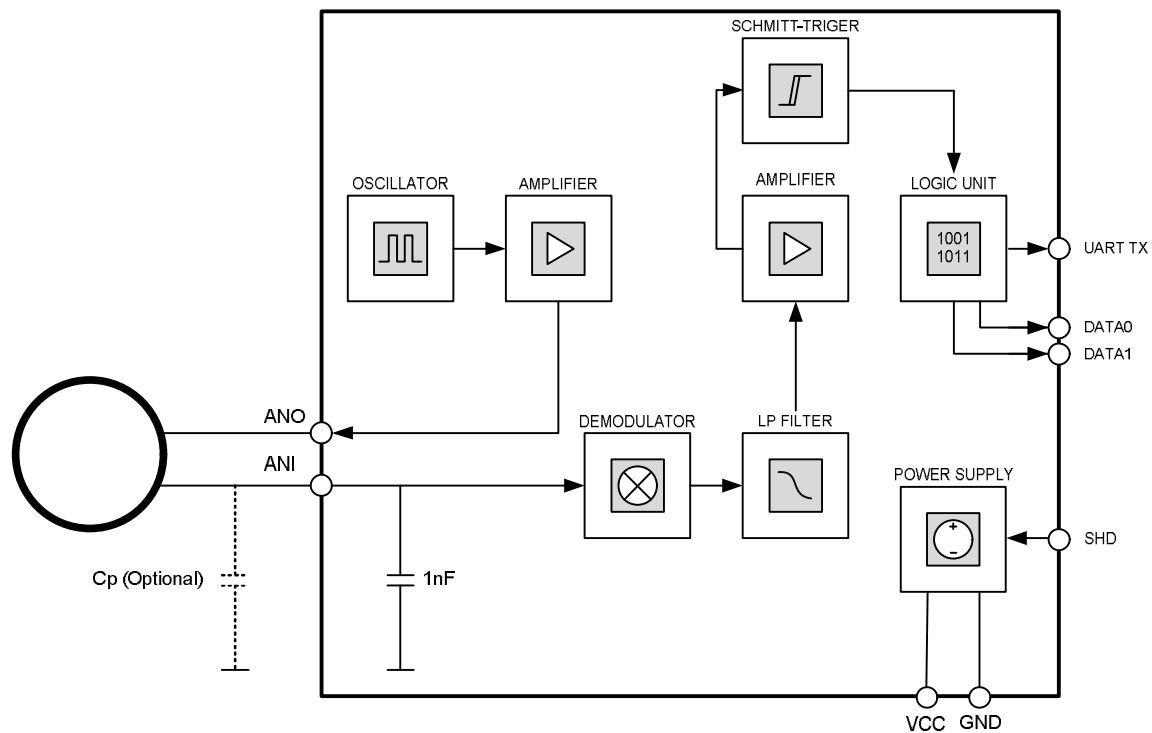 SCHMITT-TRIGER
OSCILLATOR
AMPLIFIER
AMPLIFIER
LOGIC UNIT
1001
1011
UART TX
DATA0
DATA1
ANO
ANI
DEMODULATOR
LP FILTER
POWER SUPPLY
+
-
SHD
Cp (Optional)
1nF
VCC
GND